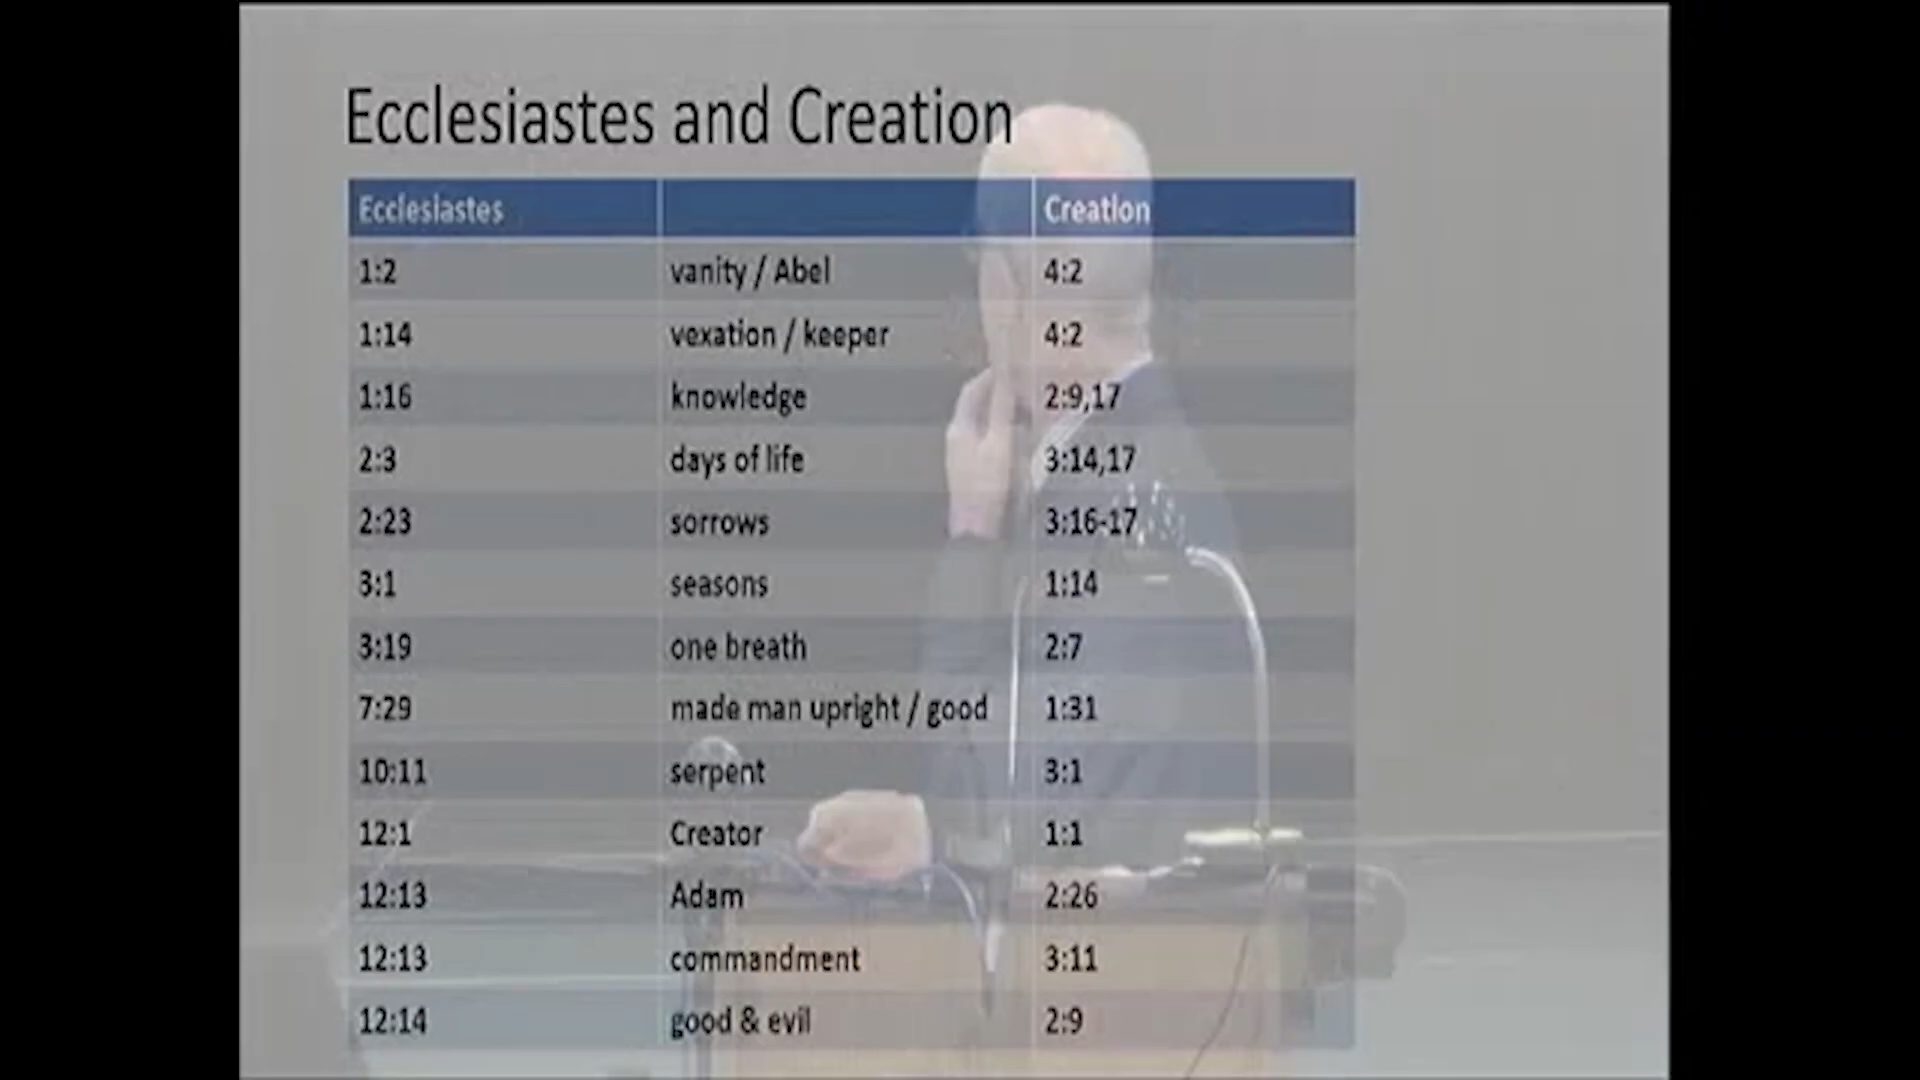 Ecclesiastes and Creation
Ecclesiastes Creation
1:2 vanity / Abel 4:2
1:14 vexation / keeper 4:2
1:16 knowledge 2:9,17
2:3 days of life 3:14,17
2:23 sorrows 3:16-17
3:1 seasons 1:14
3:19 one breath 2:7
7:29 made man upright / good 1:31
10:11 serpent 3:1
12:1 Creator 1:1
12:13 Adam 2:26
12:13 commandment 3:11
12:14 good & evil 2:9